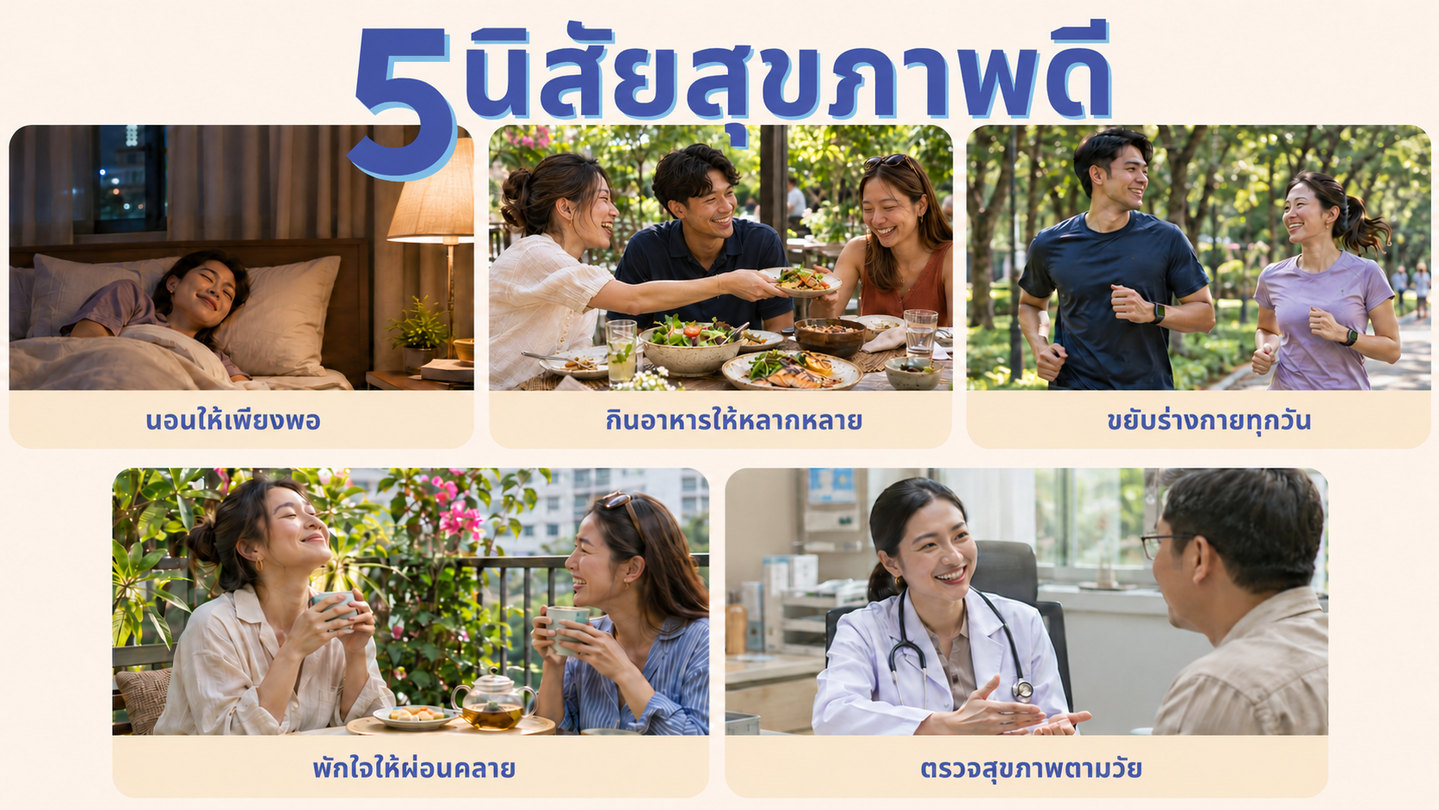 5นิสัยสุขภาพดี
นอนให้เพียงพอ
กินอาหารให้หลากหลาย
ขยับร่างกายทุกวัน
พักใจให้ผ่อนคลาย
ตรวจสุขภาพตามวัย